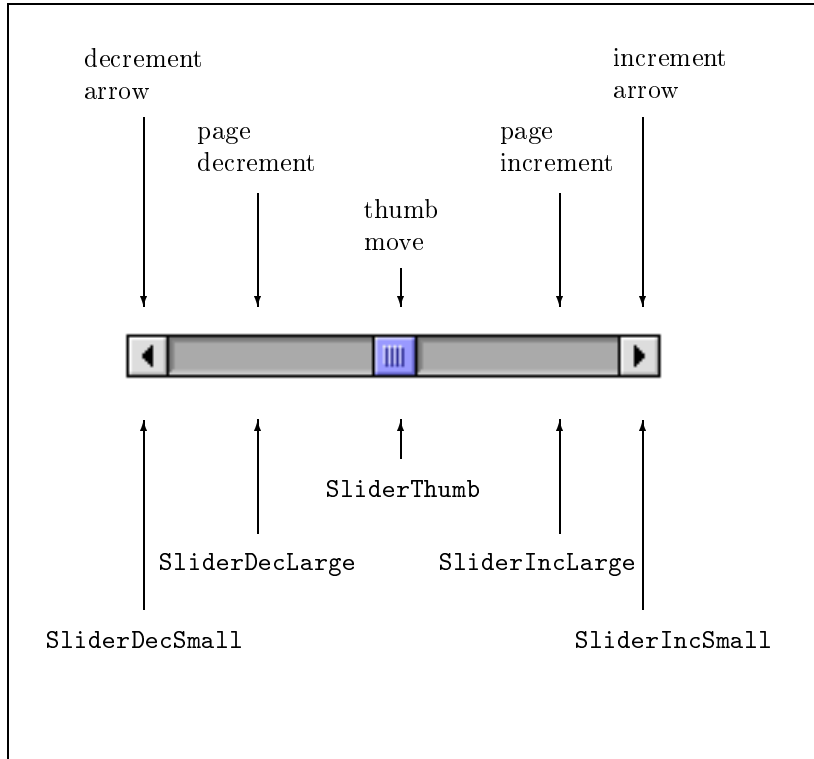 decrement
arrow
increment
arrow
page
decrement
page
increment
thumb
move
SliderThumb
SliderDecLarge
SliderIncLarge
SliderDecSmall
SliderIncSmall